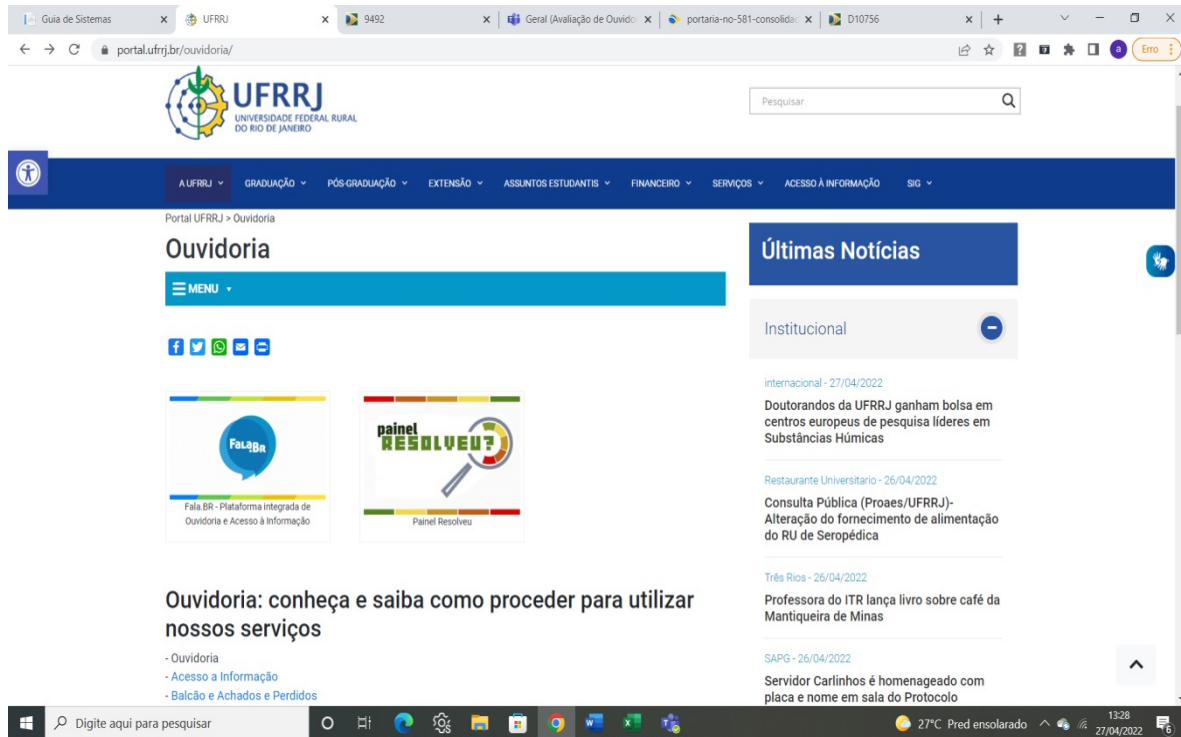 Guia de Sistemas
UFRRJ
9492
Geral (Avaliação de Ouvido
portaria-no-581-consolidac
D10756
portal.ufrrj.br/ouvidoria/
a
Erro
UFRRJ
UNIVERSIDADE FEDERAL RURAL
DO RIO DE JANEIRO
Pesquisar
A UFRRJ
GRADUAÇÃO
PÓS-GRADUAÇÃO
EXTENSÃO
ASSUNTOS ESTUDANTIS
FINANCEIRO
SERVIÇOS
ACESSO À INFORMAÇÃO
SIG
Portal UFRRJ > Ouvidoria
Ouvidoria
MENU
FalaBr
Fala.BR - Plataforma integrada de
Ouvidoria e Acesso à Informação
painel
RESOLVEU?
Painel Resolveu
Ouvidoria: conheça e saiba como proceder para utilizar
nossos serviços
- Ouvidoria
- Acesso a Informação
- Balcão e Achados e Perdidos
Últimas Notícias
Institucional
internacional - 27/04/2022
Doutorandos da UFRRJ ganham bolsa em
centros europeus de pesquisa líderes em
Substâncias Húmicas
Restaurante Universitario - 26/04/2022
Consulta Pública (Proaes/UFRRJ)-
Alteração do fornecimento de alimentação
do RU de Seropédica
Três Rios - 26/04/2022
Professora do ITR lança livro sobre café da
Mantiqueira de Minas
SAPG - 26/04/2022
Servidor Carlinhos é homenageado com
placa e nome em sala do Protocolo
Digite aqui para pesquisar
27°C Pred ensolarado
13:28
27/04/2022
6